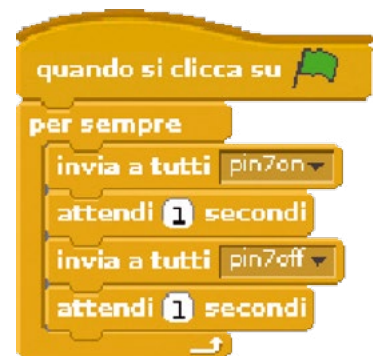 quando si clicca su
per sempre
invia a tutti pin7on
attendi 1 secondi
invia a tutti pin7off
attendi 1 secondi